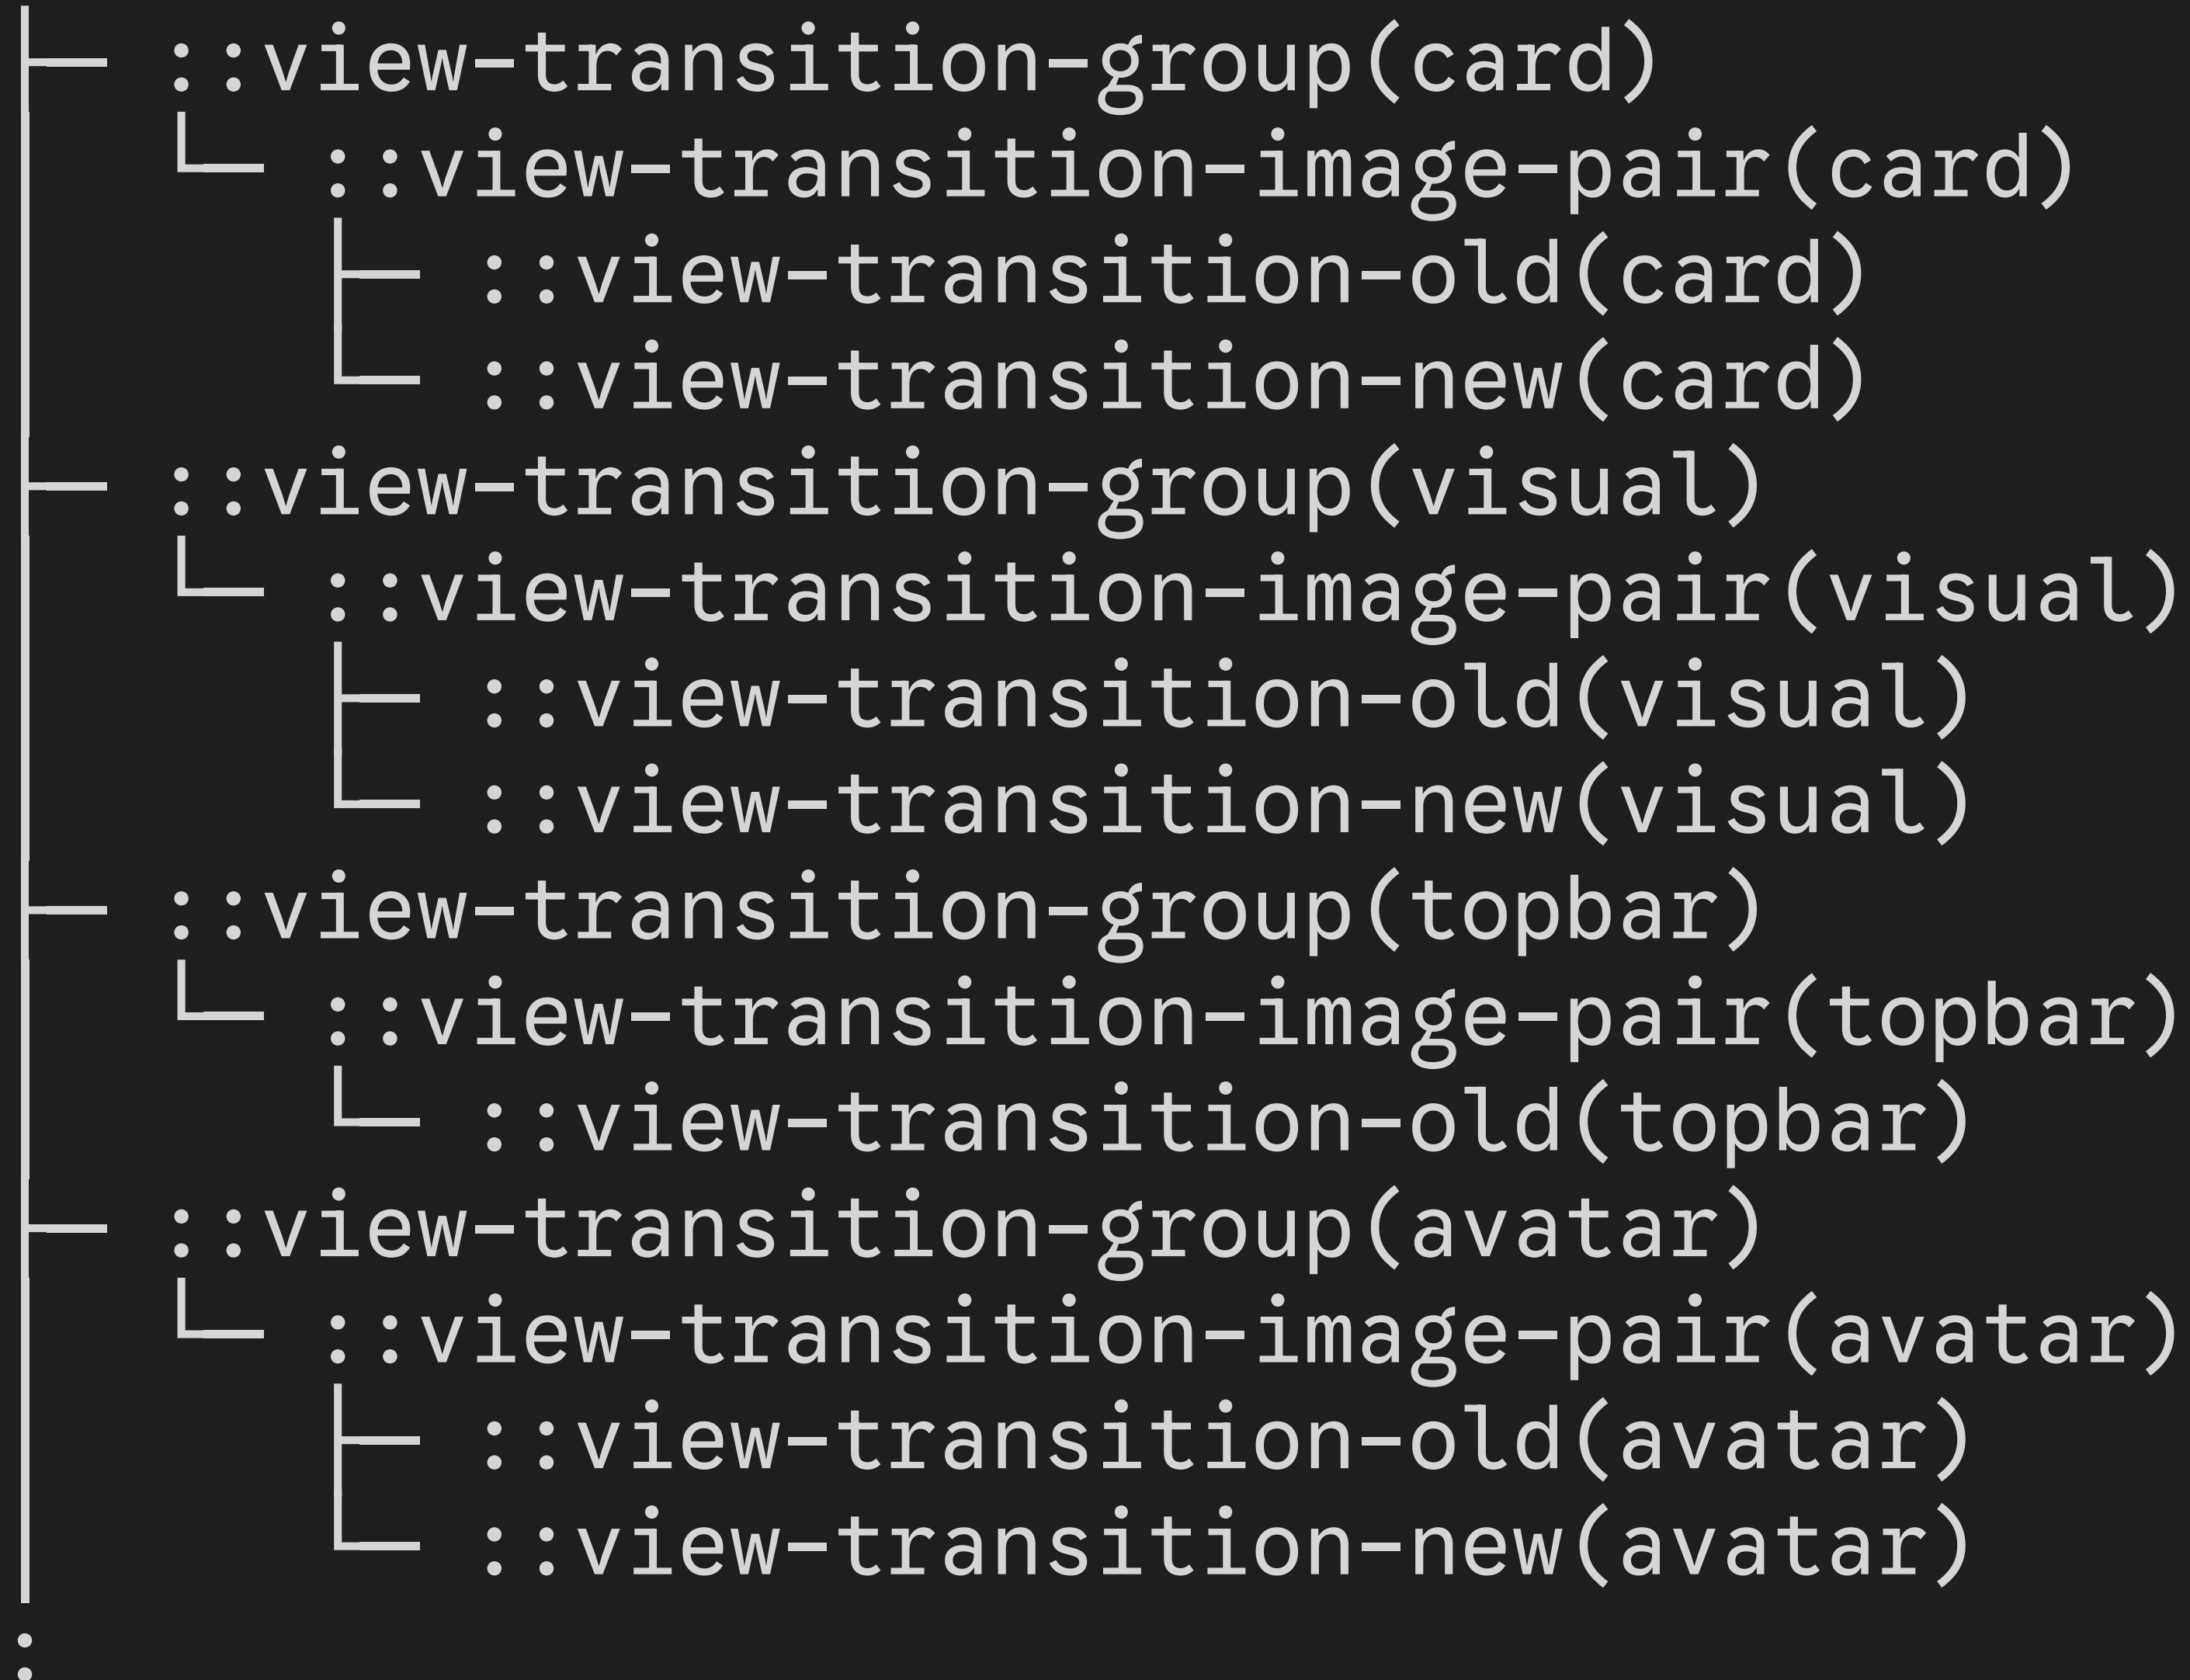 ├─ ::view-transition-group(card)
│  └─ ::view-transition-image-pair(card)
│     ├─ ::view-transition-old(card)
│     └─ ::view-transition-new(card)
├─ ::view-transition-group(visual)
│  └─ ::view-transition-image-pair(visual)
│     ├─ ::view-transition-old(visual)
│     └─ ::view-transition-new(visual)
├─ ::view-transition-group(topbar)
│  └─ ::view-transition-image-pair(topbar)
│     └─ ::view-transition-old(topbar)
├─ ::view-transition-group(avatar)
│  └─ ::view-transition-image-pair(avatar)
│     ├─ ::view-transition-old(avatar)
│     └─ ::view-transition-new(avatar)
: